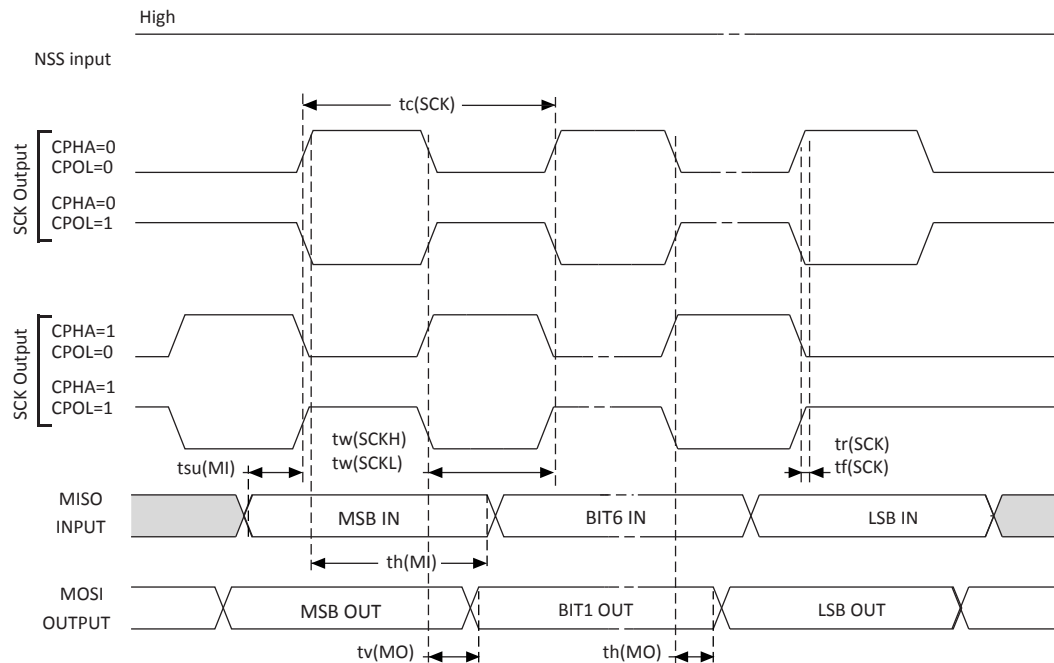 High
NSS input
tc(SCK)
SCK Output
CPHA=0
CPOL=0
CPHA=0
CPOL=1
SCK Output
CPHA=1
CPOL=0
CPHA=1
CPOL=1
tw(SCKH)
tw(SCKL)
tr(SCK)
tf(SCK)
tsu(MI)
MISO
INPUT
MSB IN
BIT6 IN
LSB IN
th(MI)
MOSI
OUTPUT
MSB OUT
BIT1 OUT
LSB OUT
tv(MO)
th(MO)